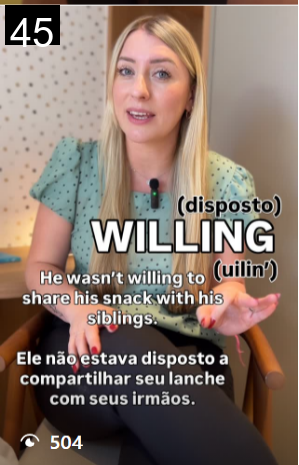 45
(disposto)
WILLING
(uilin’)
He wasn’t willing to
share his snack with his
siblings.
Ele não estava disposto a
compartilhar seu lanche
com seus irmãos.
504